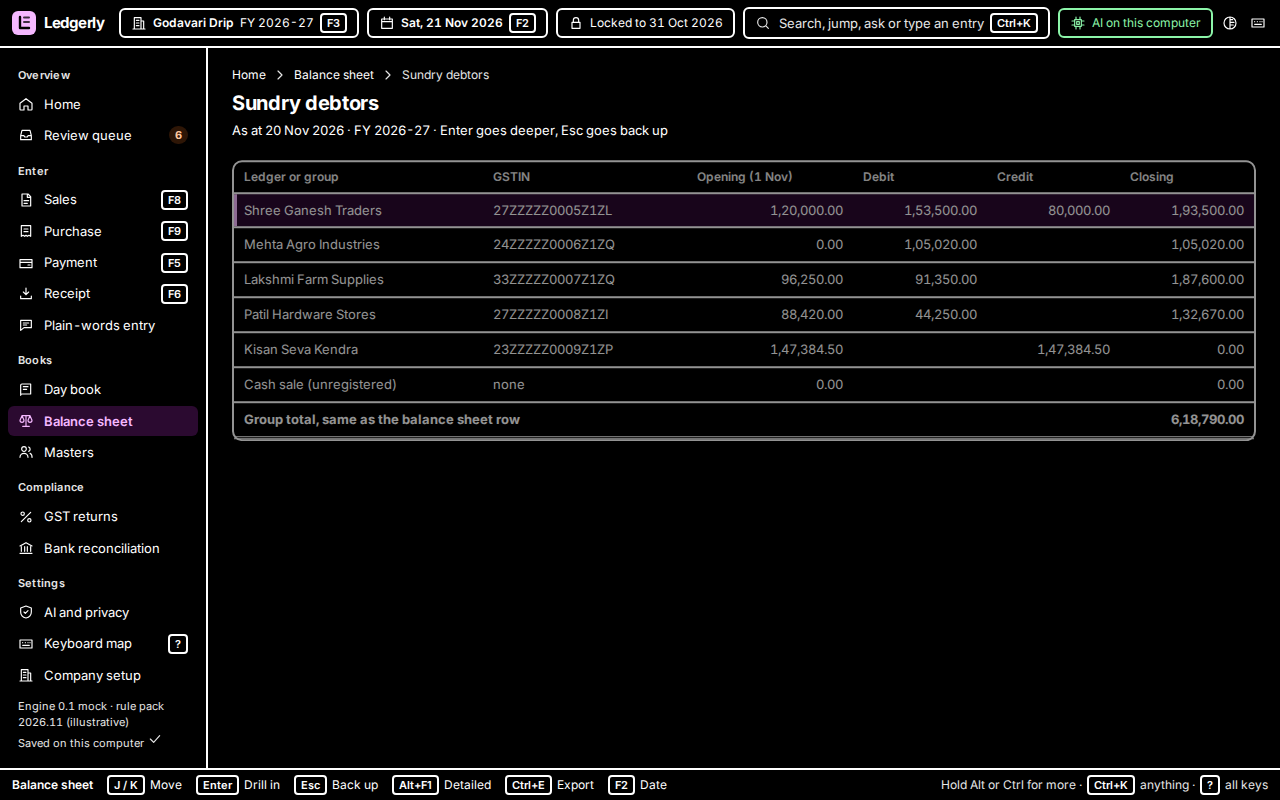 Ledgerly
Godavari Drip FY 2026-27 F3
Sat, 21 Nov 2026 F2
Locked to 31 Oct 2026
Search, jump, ask or type an entry Ctrl+K
AI on this computer
Overview
Home
Review queue 6
Enter
Sales F8
Purchase F9
Payment F5
Receipt F6
Plain-words entry
Books
Day book
Balance sheet
Masters
Compliance
GST returns
Bank reconciliation
Settings
AI and privacy
Keyboard map ?
Company setup
Engine 0.1 mock · rule pack
2026.11 (illustrative)
Saved on this computer
Home > Balance sheet > Sundry debtors
Sundry debtors
As at 20 Nov 2026 · FY 2026-27 · Enter goes deeper, Esc goes back up
Ledger or group GSTIN Opening (1 Nov) Debit Credit Closing
Shree Ganesh Traders 27ZZZZZ0005Z1ZL 1,20,000.00 1,53,500.00 80,000.00 1,93,500.00
Mehta Agro Industries 24ZZZZZ0006Z1ZQ 0.00 1,05,020.00 1,05,020.00
Lakshmi Farm Supplies 33ZZZZZ0007Z1ZQ 96,250.00 91,350.00 1,87,600.00
Patil Hardware Stores 27ZZZZZ0008Z1ZI 88,420.00 44,250.00 1,32,670.00
Kisan Seva Kendra 23ZZZZZ0009Z1ZP 1,47,384.50 1,47,384.50 0.00
Cash sale (unregistered) none 0.00 0.00
Group total, same as the balance sheet row 6,18,790.00
Balance sheet J / K Move Enter Drill in Esc Back up Alt+F1 Detailed Ctrl+E Export F2 Date
Hold Alt or Ctrl for more · Ctrl+K anything · ? all keys